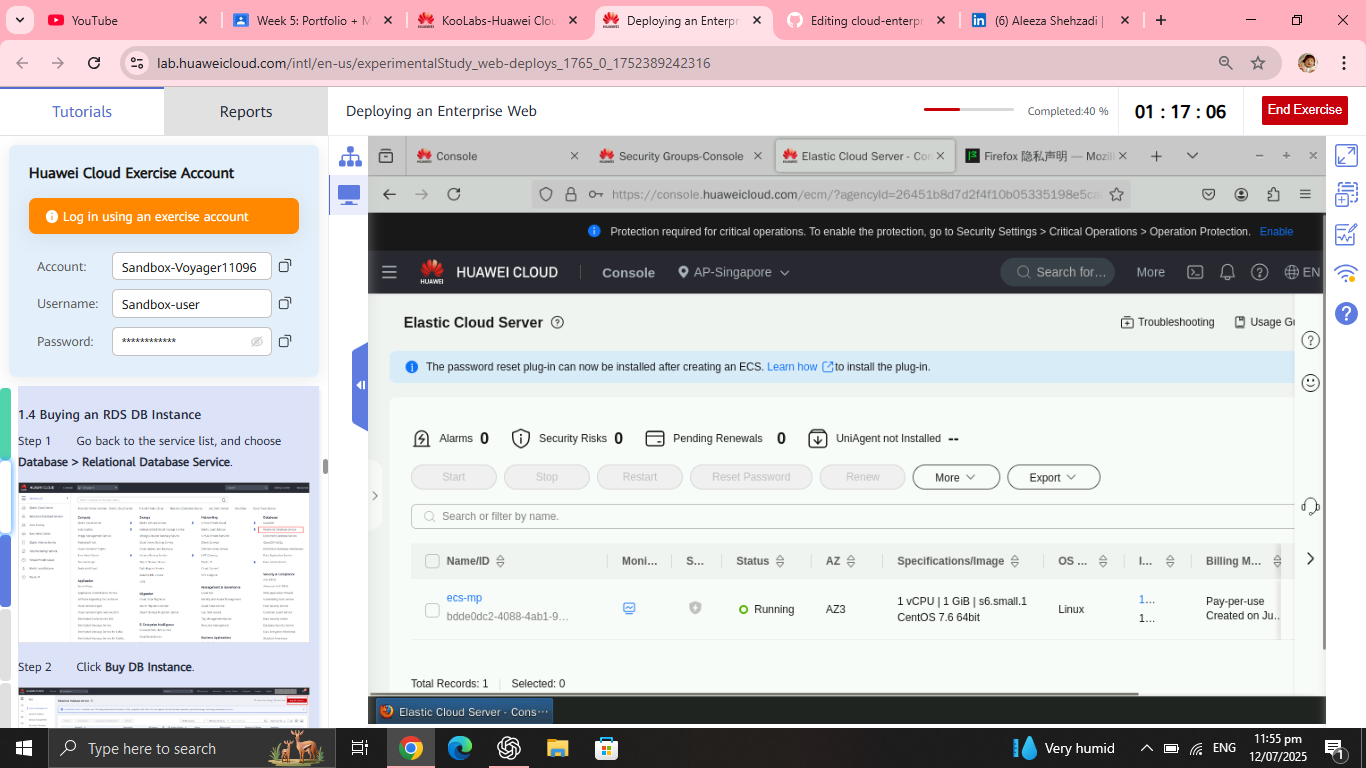 YouTube
Week 5: Portfolio + M
KooLabs-Huawei Clou
Deploying an Enterpr
Editing cloud-enterpr
(6) Aleeza Shehzadi |
lab.huaweicloud.com/intl/en-us/experimentalStudy_web-deploys_1765_0_1752389242316
Tutorials
Reports
Deploying an Enterprise Web
Completed:40 %
01 : 17 : 06
End Exercise
Huawei Cloud Exercise Account
Log in using an exercise account
Account:
Sandbox-Voyager11096
Username:
Sandbox-user
Password:
************
1.4 Buying an RDS DB Instance
Step 1 Go back to the service list, and choose
Database > Relational Database Service.
Step 2 Click Buy DB Instance.
Console
Security Groups-Console
Elastic Cloud Server - Con
Firefox 隐私声明 — Mozil
https://console.huaweicloud.com/ecm/?agencyId=26451b8d7d2f4f10b05335198e5ca
Protection required for critical operations. To enable the protection, go to Security Settings > Critical Operations > Operation Protection. Enable
HUAWEI
HUAWEI CLOUD
Console
AP-Singapore
Search for...
More
EN
Elastic Cloud Server
Troubleshooting
Usage Gu
The password reset plug-in can now be installed after creating an ECS. Learn how to install the plug-in.
Alarms 0
Security Risks 0
Pending Renewals 0
UniAgent not Installed --
Start
Stop
Restart
Reset Password
Renew
More
Export
Search or filter by name.
Name/ID
Moni...
S...
Status
AZ
Specifications/Image
OS ...
I...
Billing M...
ecs-mp
bdde0dc2-4088-4ab1-9...
Running
AZ3
1 vCPU | 1 GiB | s6.small.1
CentOS 7.6 64bit
Linux
1...
1...
Pay-per-use
Created on Ju...
Total Records: 1
Selected: 0
Elastic Cloud Server - Cons···
Type here to search
Very humid
ENG
11:55 pm
12/07/2025
1